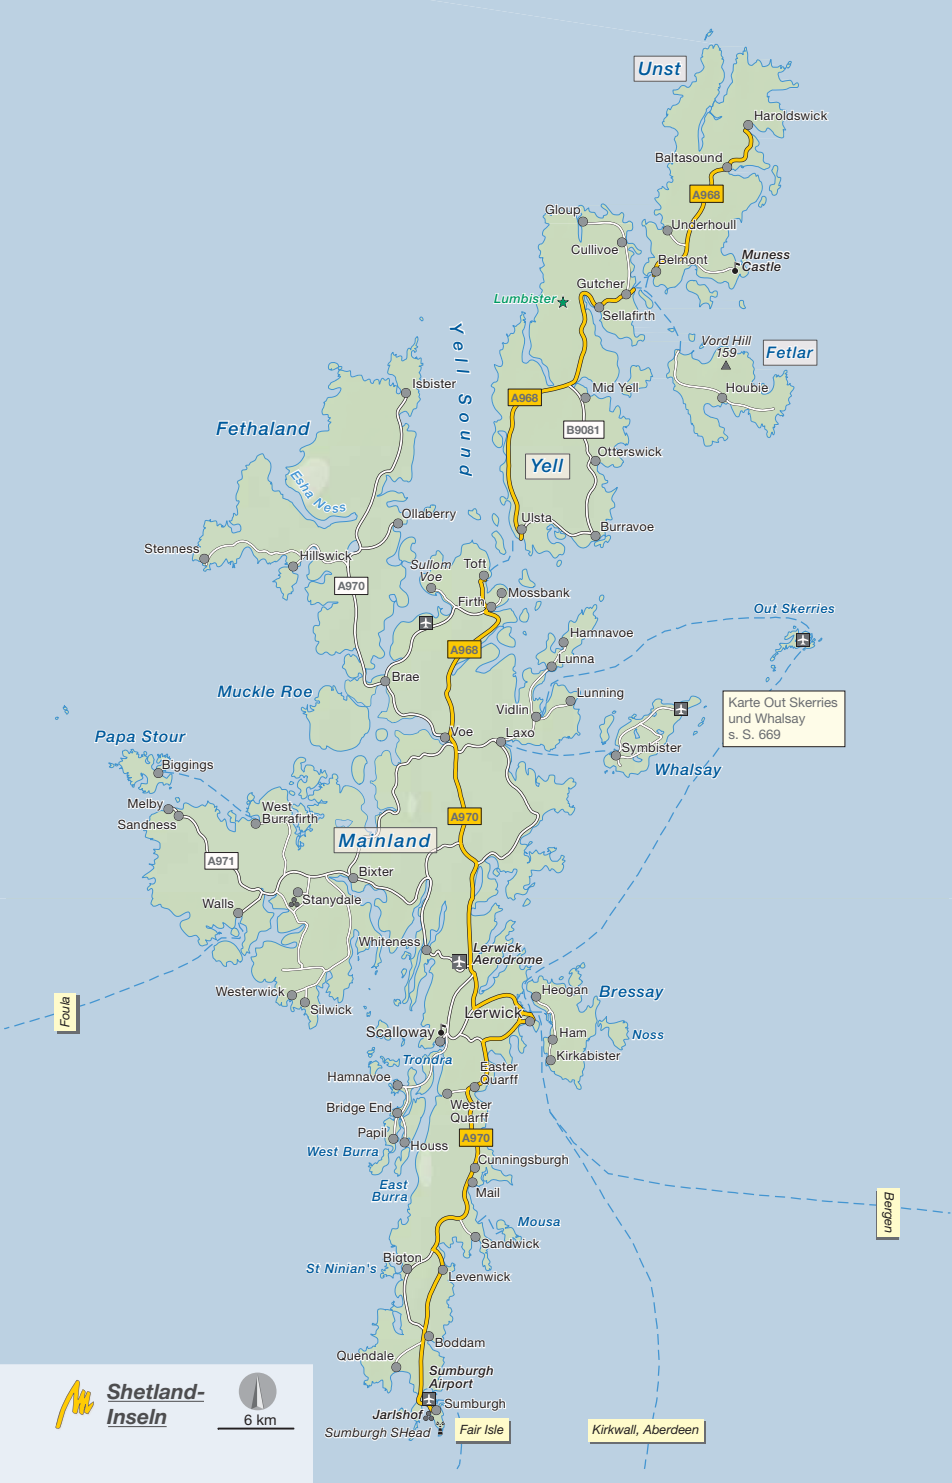 Unst
Haroldswick
Baltasound
A968
Gloup
Underhoull
Cullivoe
Muness
Castle
Belmont
Gutcher
Lumbister
Sellafirth
Yell Sound
Vord Hill
159
Fetlar
Isbister
Mid Yell
Houbie
A968
Fethaland
B9081
Otterswick
Yell
Esha Ness
Ollaberry
Ulsta
Burravoe
Stenness
Hillswick
Sullom
Voe
Toft
A970
Mossbank
Firth
Out Skerries
Hamnavoe
A968
Lunna
Brae
Muckle Roe
Lunning
Vidlin
Karte Out Skerries
und Whalsay
s. S. 669
Papa Stour
Voe
Laxo
Symbister
Biggings
Whalsay
Melby
West
Burrafirth
Sandness
A970
Mainland
A971
Bixter
Stanydale
Walls
Whiteness
Lerwick
Aerodrome
Westerwick
Heogan
Bressay
Foula
Silwick
Lerwick
Scalloway
Ham
Noss
Trondra
Kirkabister
Hamnavoe
Easter
Quarff
Bridge End
Wester
Quarff
Papil
Houss
A970
West Burra
Cunningsburgh
East
Burra
Mail
Bergen
Mousa
Sandwick
Bigton
St Ninian's
Levenwick
Boddam
Quendale
Sumburgh
Airport
Shetland-
Inseln
6 km
Sumburgh
Jarlshof
Sumburgh SHead
Fair Isle
Kirkwall, Aberdeen